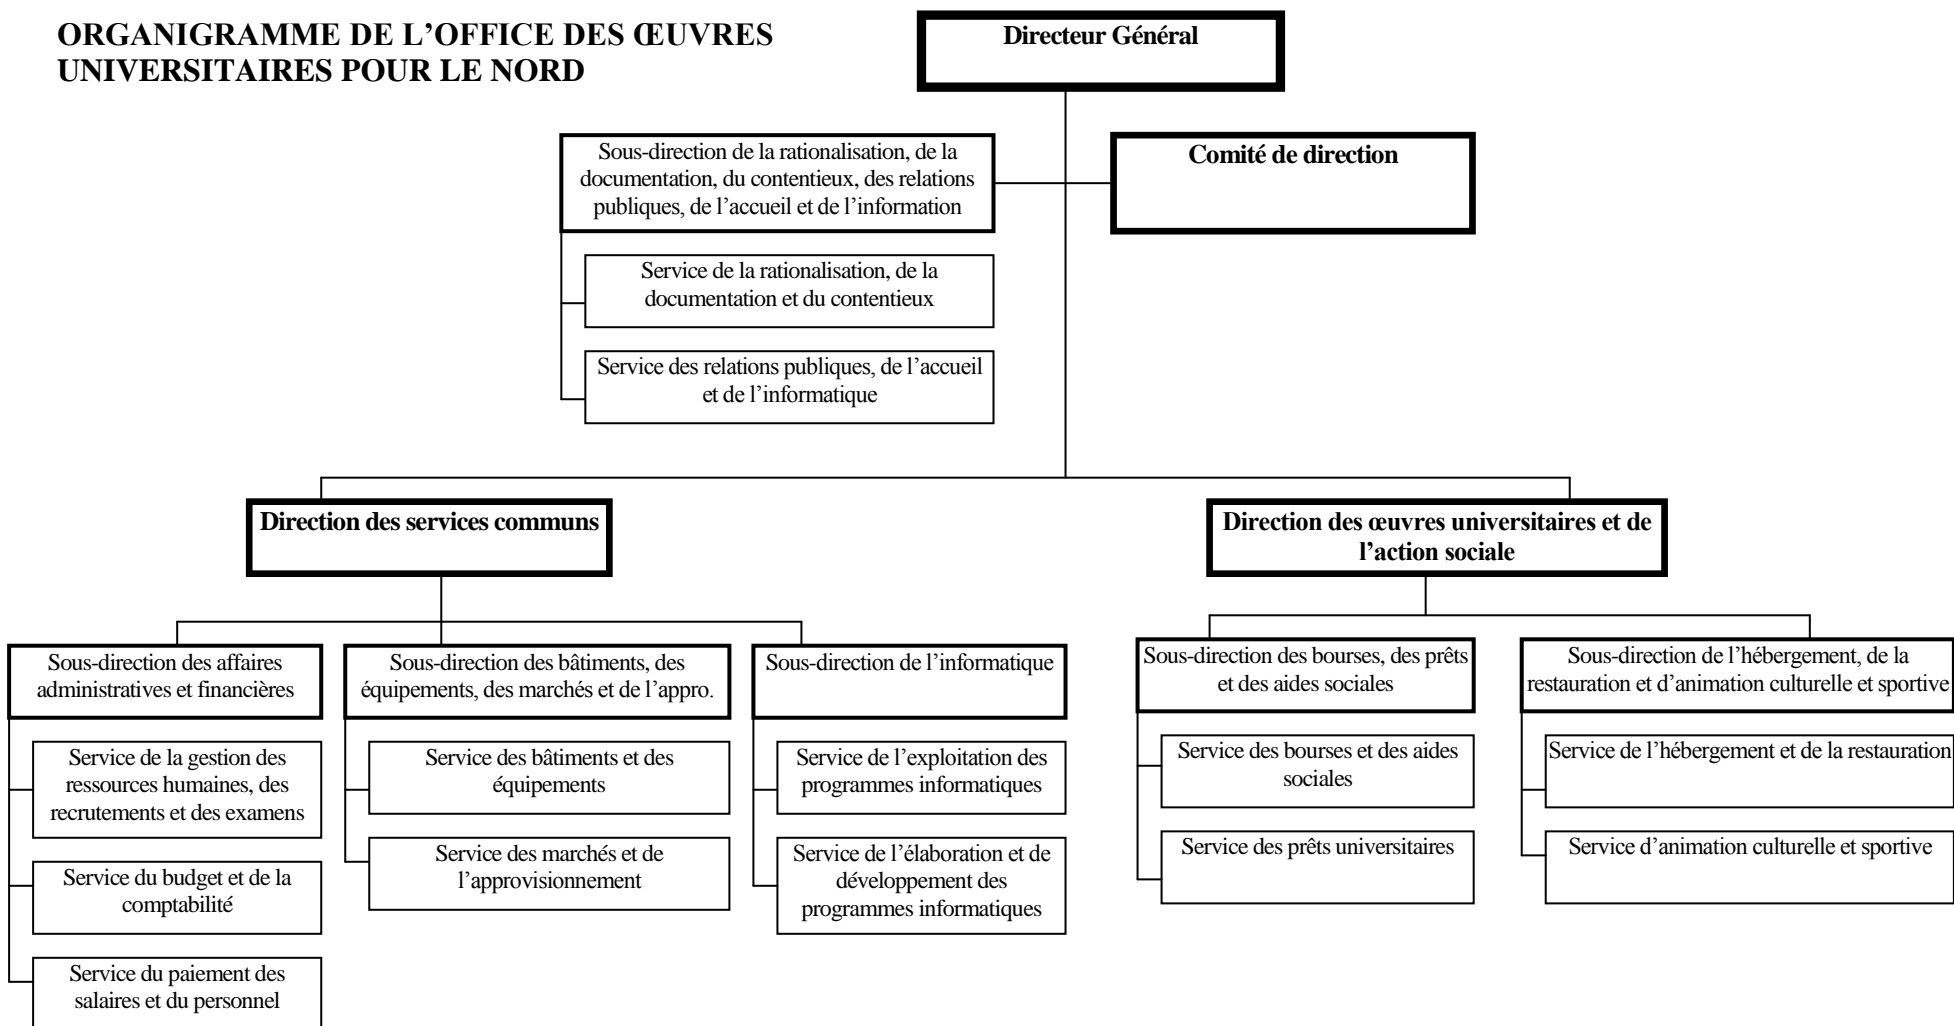 ORGANIGRAMME DE L’OFFICE DES ŒUVRES
UNIVERSITAIRES POUR LE NORD
Directeur Général
Sous-direction de la rationalisation, de la
documentation, du contentieux, des relations
publiques, de l’accueil et de l’information
Comité de direction
Service de la rationalisation, de la
documentation et du contentieux
Service des relations publiques, de l’accueil
et de l’informatique
Direction des services communs
Direction des œuvres universitaires et de
l’action sociale
Sous-direction des affaires
administratives et financières
Service de la gestion des
ressources humaines, des
recrutements et des examens
Service du budget et de la
comptabilité
Service du paiement des
salaires et du personnel
Sous-direction des bâtiments, des
équipements, des marchés et de l’appro.
Service des bâtiments et des
équipements
Service des marchés et de
l’approvisionnement
Sous-direction de l’informatique
Service de l’exploitation des
programmes informatiques
Service de l’élaboration et de
développement des
programmes informatiques
Sous-direction des bourses, des prêts
et des aides sociales
Service des bourses et des aides
sociales
Service des prêts universitaires
Sous-direction de l’hébergement, de la
restauration et d’animation culturelle et sportive
Service de l’hébergement et de la restauration
Service d’animation culturelle et sportive